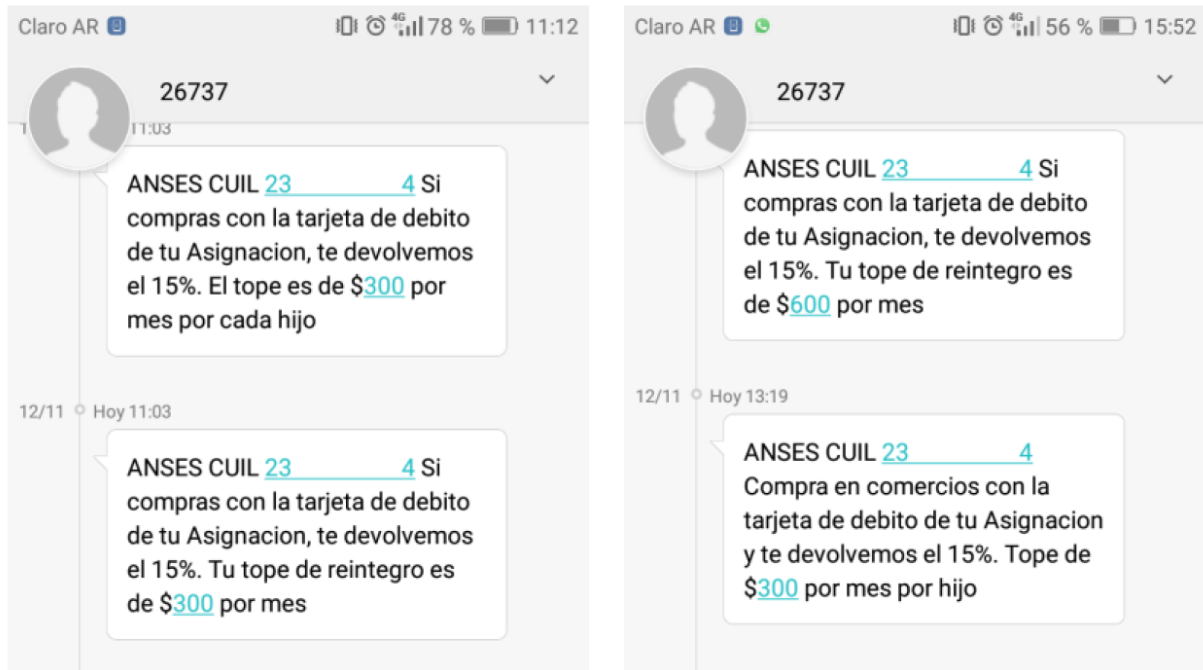 Claro AR 4G 78 % 11:12
26737
11:03
ANSES CUIL 23 4 Si
compras con la tarjeta de debito
de tu Asignacion, te devolvemos
el 15%. El tope es de $300 por
mes por cada hijo
12/11 Hoy 11:03
ANSES CUIL 23 4 Si
compras con la tarjeta de debito
de tu Asignacion, te devolvemos
el 15%. Tu tope de reintegro es
de $300 por mes
Claro AR 4G 56 % 15:52
26737
ANSES CUIL 23 4 Si
compras con la tarjeta de debito
de tu Asignacion, te devolvemos
el 15%. Tu tope de reintegro es
de $600 por mes
12/11 Hoy 13:19
ANSES CUIL 23 4
Compra en comercios con la
tarjeta de debito de tu Asignacion
y te devolvemos el 15%. Tope de
$300 por mes por hijo